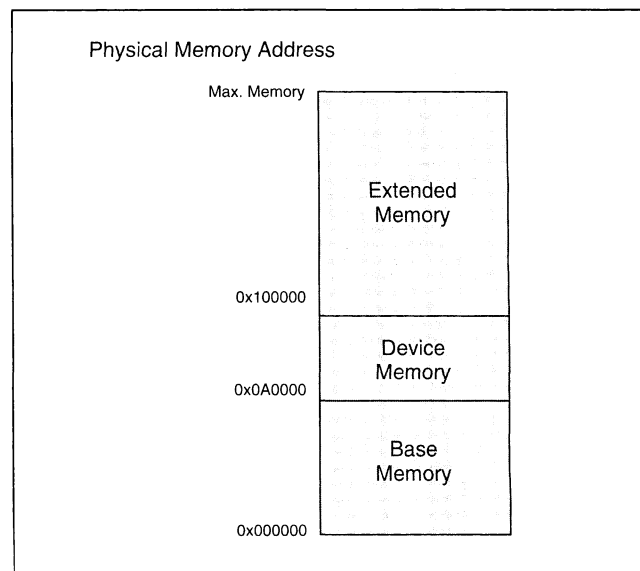 Physical Memory Address
Max. Memory
Extended
Memory
0x100000
Device
Memory
0x0A0000
Base
Memory
0x000000